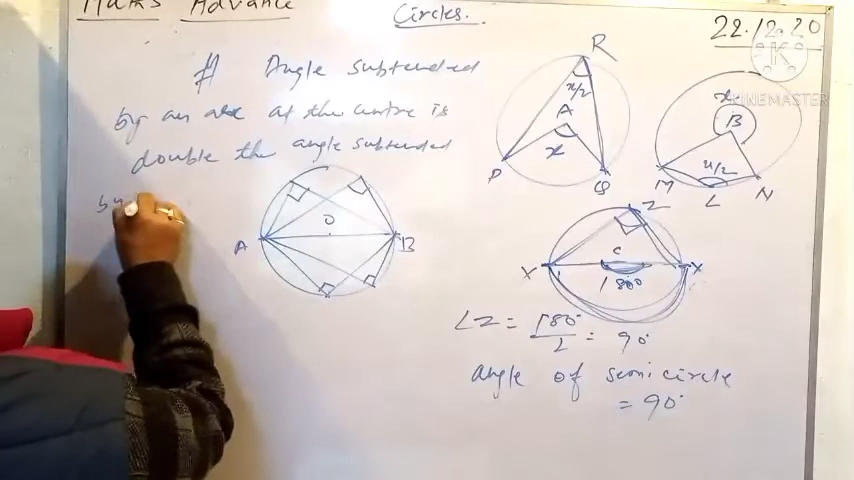 Maths Advance
Circles.
22.12.20
K
KINEMASTER
# Angle subtended
by an arc at the centre is
double the angle subtended
by
R
x/2
A
x
P
Q
x
B
x/2
M
L
N
O
A
B
Z
C
X
Y
180°
∠Z = 180°/2 = 90°
angle of semicircle
= 90°